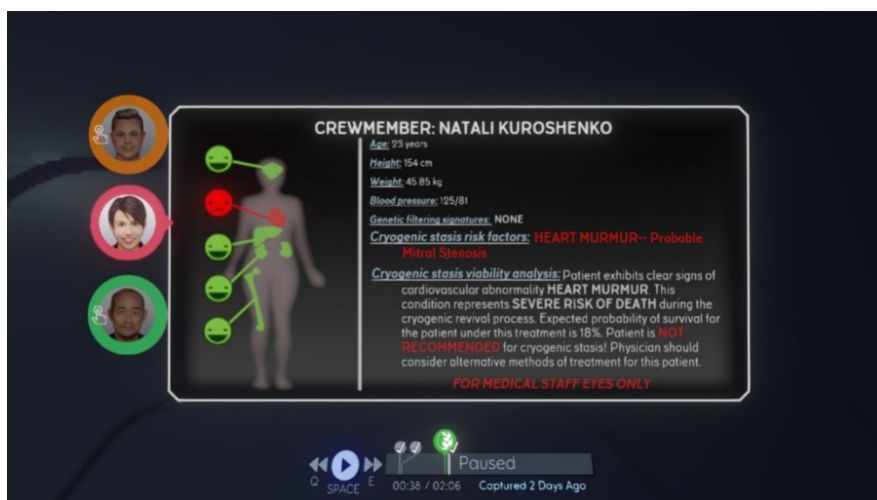 CREWMEMBER: NATALI KUROSHENKO
Age: 23 years
Height: 154 cm
Weight: 45.85 kg
Blood pressure: 125/81
Genetic filtering signatures: NONE
Cryogenic stasis risk factors: HEART MURMUR-- Probable
Mitral Stenosis
Cryogenic stasis viability analysis: Patient exhibits clear signs of
cardiovascular abnormality HEART MURMUR. This
condition represents SEVERE RISK OF DEATH during the
cryogenic revival process. Expected probability of survival for
the patient under this treatment is 18%. Patient is NOT
RECOMMENDED for cryogenic stasis! Physician should
consider alternative methods of treatment for this patient.
FOR MEDICAL STAFF EYES ONLY
Paused
Q SPACE E
00:38 / 02:06 Captured 2 Days Ago